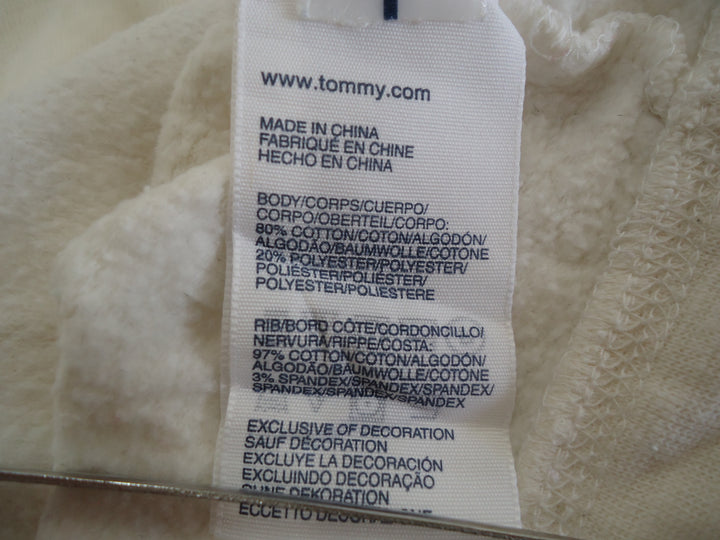 www.tommy.com
MADE IN CHINA
FABRIQUÉ EN CHINE
HECHO EN CHINA
BODY/CORPS/CUERPO/
CORPO/OBERTEIL/CORPO:
80% COTTON/COTON/ALGODÓN/
ALGODÃO/BAUMWOLLE/COTONE
20% POLYESTER/POLYESTER/
POLIÉSTER/POLIÉSTER/
POLYESTER/POLIESTERE
RIB/BORD CÔTE/CORDONCILLO/
NERVURA/RIPPE/COSTA:
97% COTTON/COTON/ALGODÓN/
ALGODÃO/BAUMWOLLE/COTONE
3% SPANDEX/SPANDEX/SPANDEX/
SPANDEX/SPANDEX/SPANDEX
EXCLUSIVE OF DECORATION
SAUF DÉCORATION
EXCLUYE LA DECORACIÓN
EXCLUINDO DECORAÇÃO
OHNE DEKORATION
ECCETTO